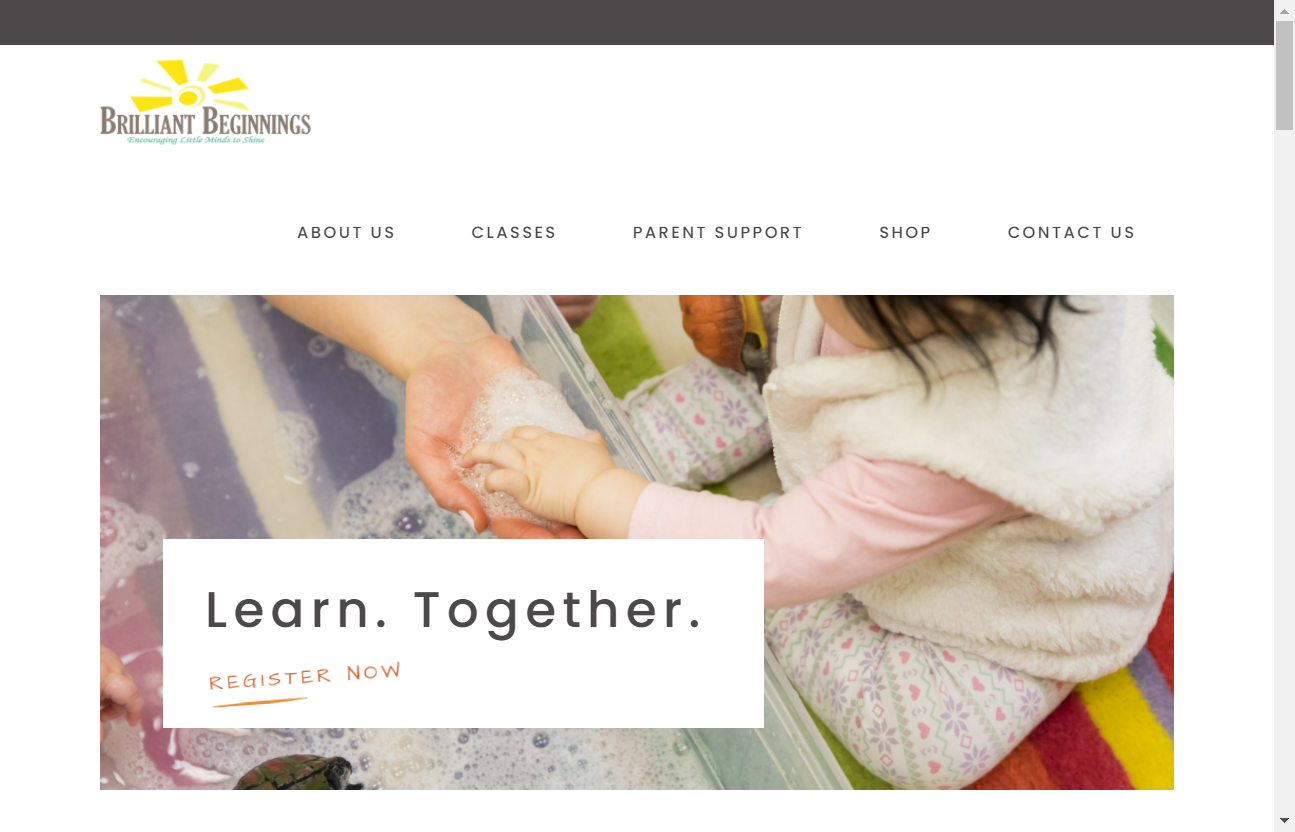 BRILLIANT BEGINNINGS
Encouraging Little Minds to Shine
ABOUT US CLASSES PARENT SUPPORT SHOP CONTACT US
Learn. Together.
REGISTER NOW